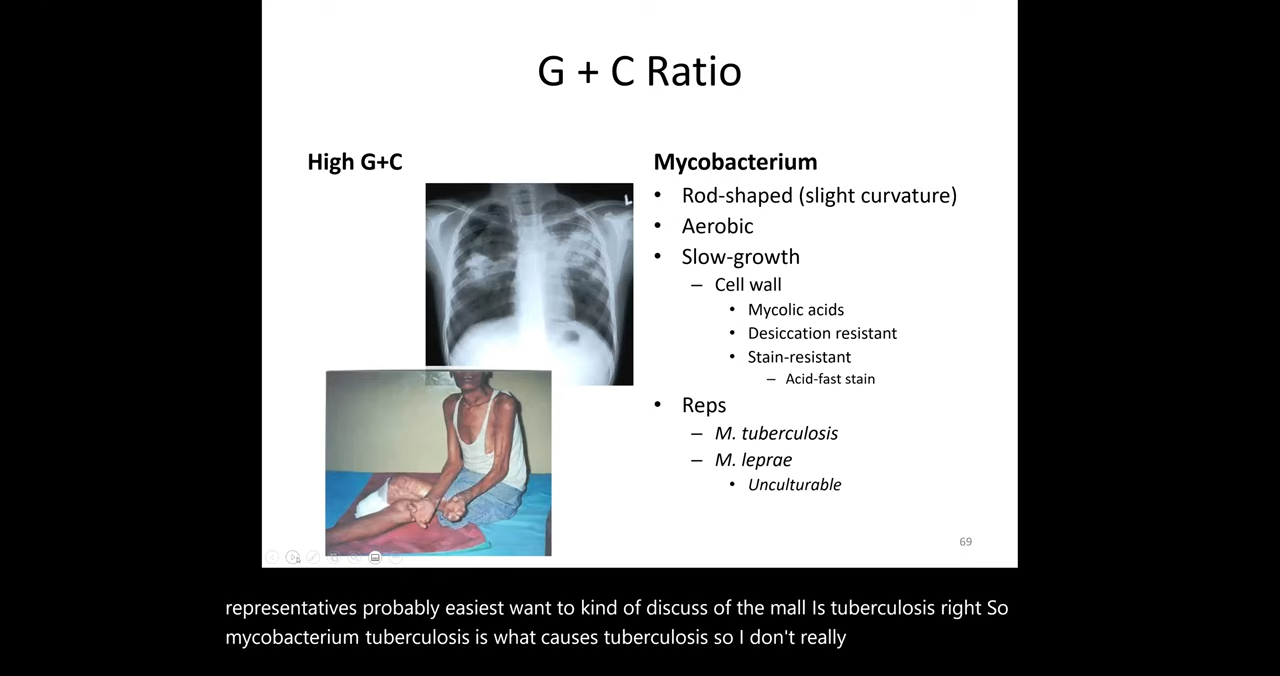 G + C Ratio
High G+C
L
Mycobacterium
• Rod-shaped (slight curvature)
• Aerobic
• Slow-growth
– Cell wall
• Mycolic acids
• Desiccation resistant
• Stain-resistant
– Acid-fast stain
• Reps
– M. tuberculosis
– M. leprae
• Unculturable
69
representatives probably easiest want to kind of discuss of the mall Is tuberculosis right So
mycobacterium tuberculosis is what causes tuberculosis so I don't really